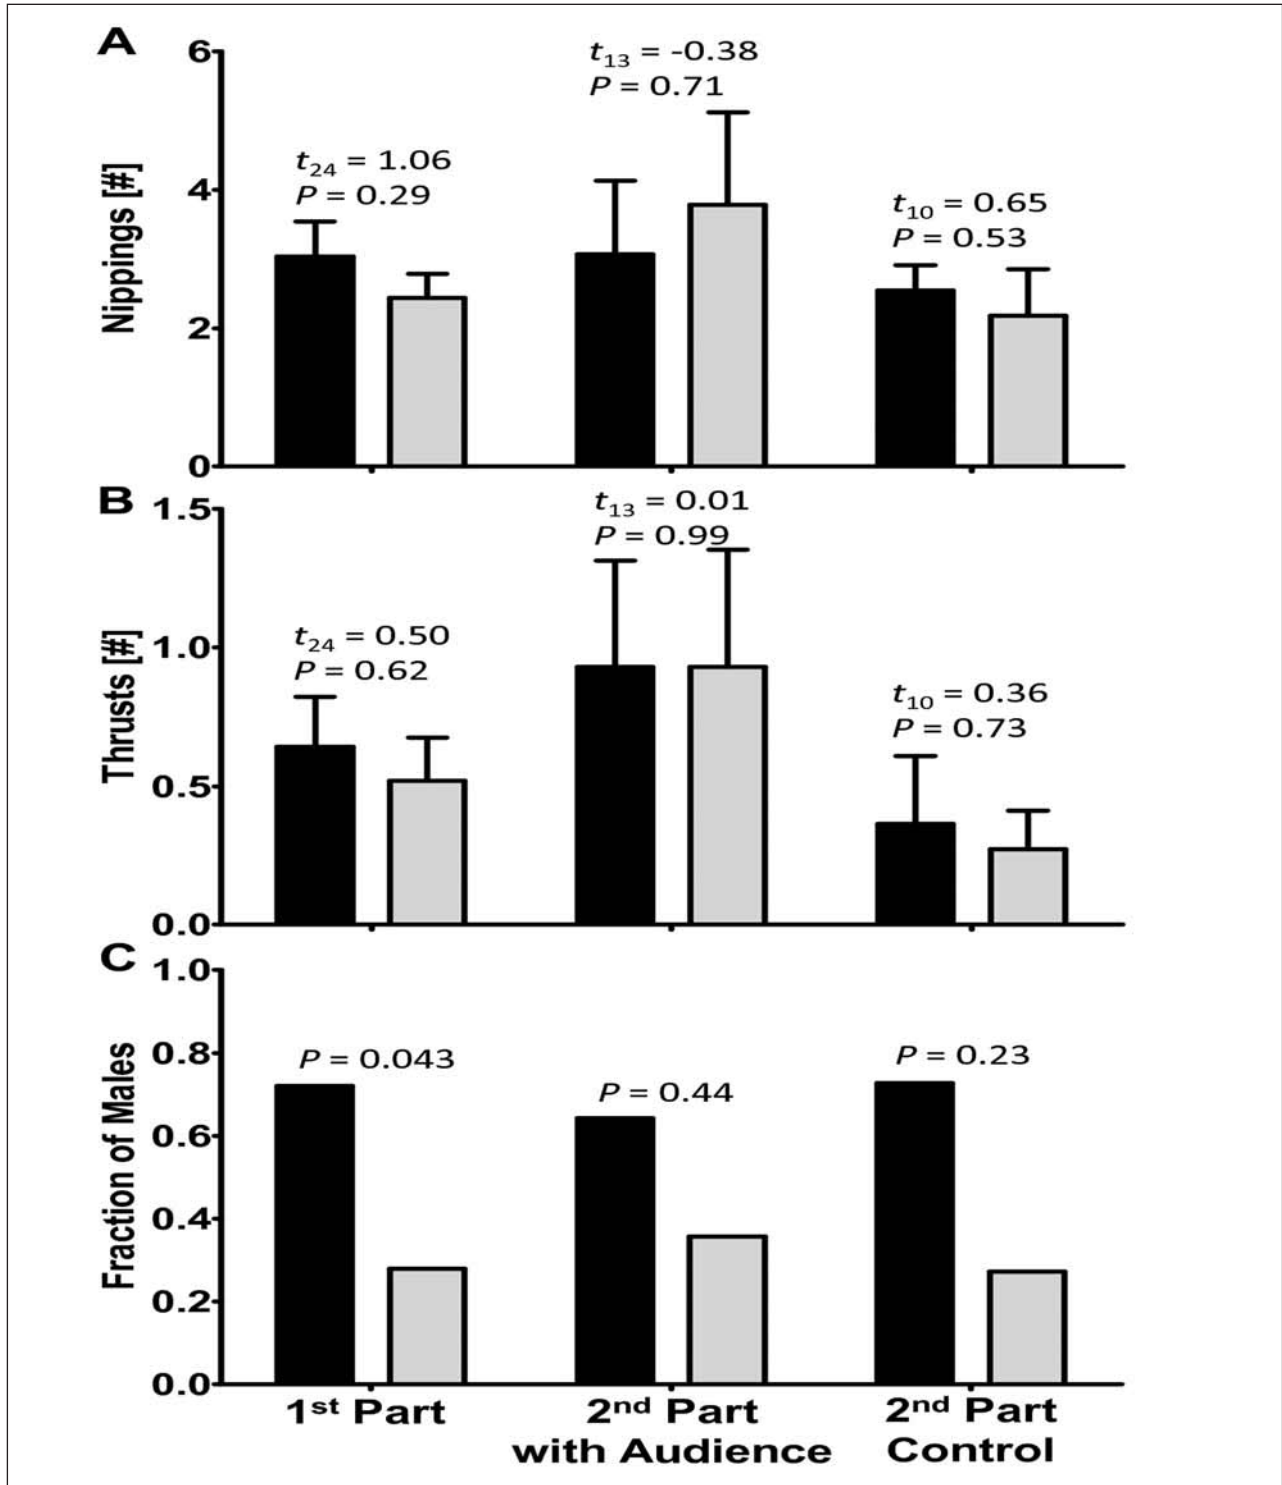 A
6
t13 = -0.38
P = 0.71
t24 = 1.06
P = 0.29
4
t10 = 0.65
P = 0.53
Nippings [#]
2
0
B
1.5
t13 = 0.01
P = 0.99
t24 = 0.50
P = 0.62
1.0
t10 = 0.36
P = 0.73
Thrusts [#]
0.5
0.0
C
1.0
0.8
P = 0.043
P = 0.44
P = 0.23
Fraction of Males
0.6
0.4
0.2
0.0
1st Part
2nd Part
with Audience
2nd Part
Control